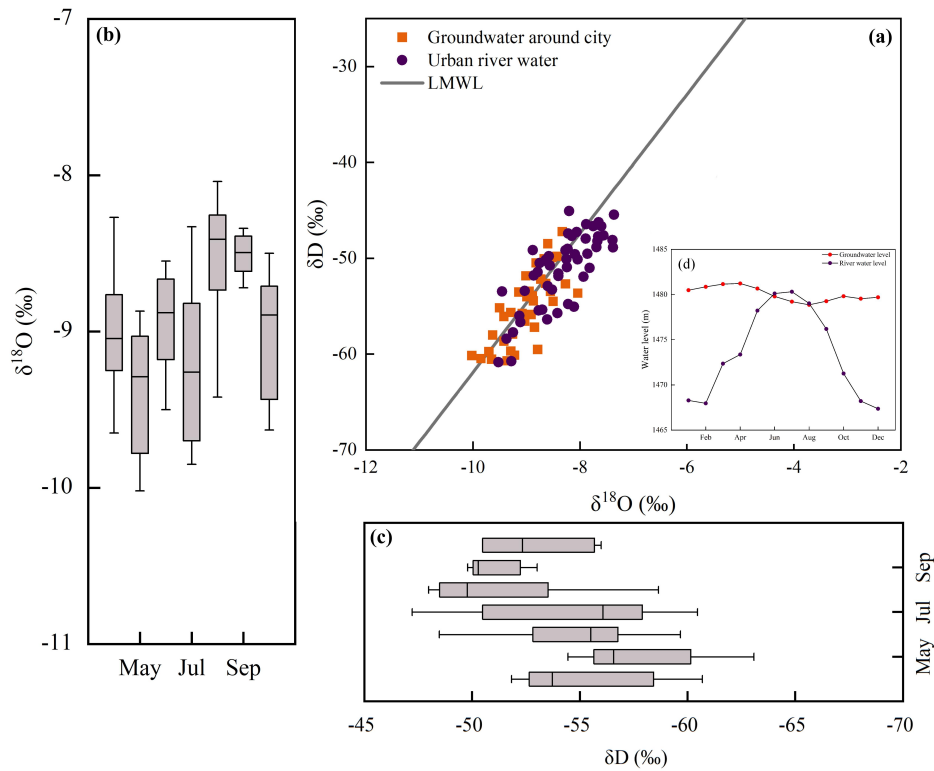 (b)
-7
-8
-9
-10
-11
δ18O (‰)
May Jul Sep
(a)
Groundwater around city
Urban river water
LMWL
-30
-40
-50
-60
-70
δD (‰)
-12 -10 -8 -6 -4 -2
δ18O (‰)
(d)
Groundwater level
River water level
1485
1480
1475
1470
1465
Water level (m)
Feb Apr Jun Aug Oct Dec
(c)
Sep
Jul
May
-45 -50 -55 -60 -65 -70
δD (‰)